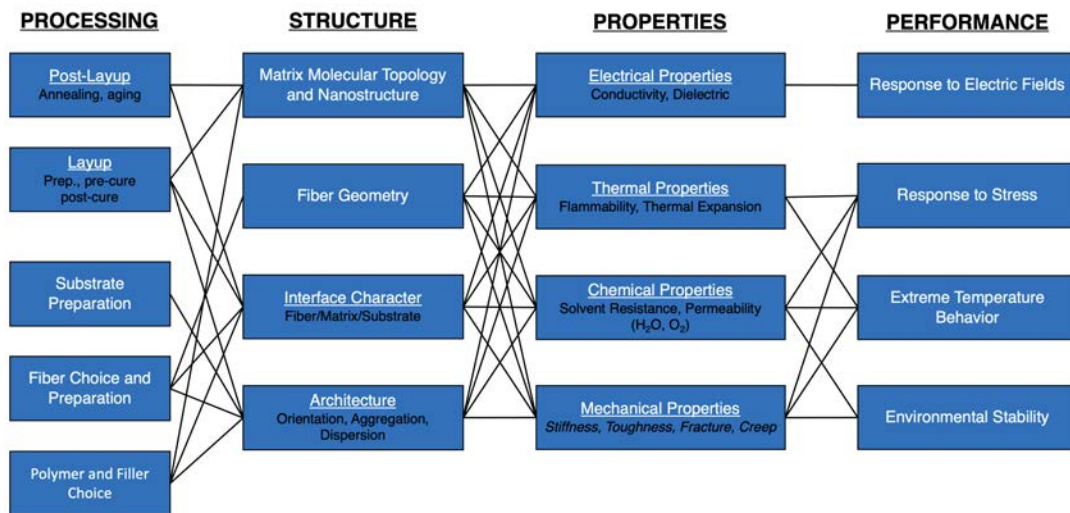 PROCESSING
STRUCTURE
PROPERTIES
PERFORMANCE
Post-Layup
Annealing, aging
Layup
Prep., pre-cure
post-cure
Substrate
Preparation
Fiber Choice and
Preparation
Polymer and Filler
Choice
Matrix Molecular Topology
and Nanostructure
Fiber Geometry
Interface Character
Fiber/Matrix/Substrate
Architecture
Orientation, Aggregation,
Dispersion
Electrical Properties
Conductivity, Dielectric
Thermal Properties
Flammability, Thermal Expansion
Chemical Properties
Solvent Resistance, Permeability
(H₂O, O₂)
Mechanical Properties
Stiffness, Toughness, Fracture, Creep
Response to Electric Fields
Response to Stress
Extreme Temperature
Behavior
Environmental Stability